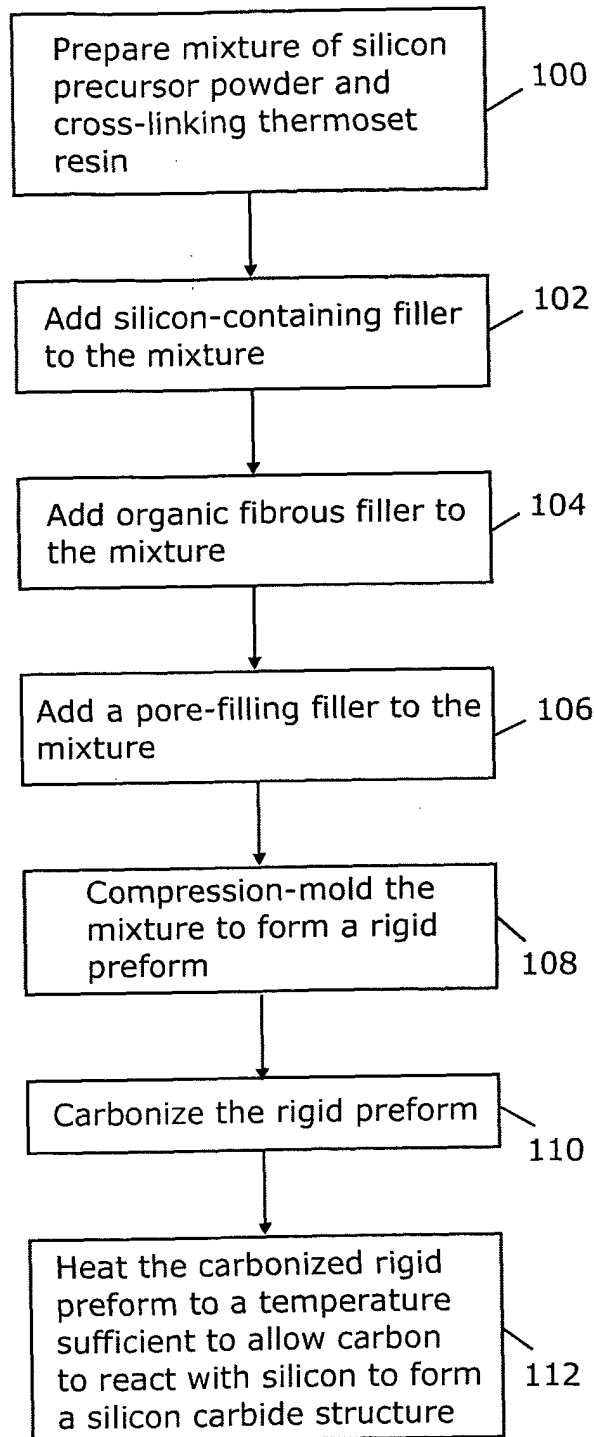 Prepare mixture of silicon
precursor powder and
cross-linking thermoset
resin
100
Add silicon-containing filler
to the mixture
102
Add organic fibrous filler to
the mixture
104
Add a pore-filling filler to the
mixture
106
Compression-mold the
mixture to form a rigid
preform
108
Carbonize the rigid preform
110
Heat the carbonized rigid
preform to a temperature
sufficient to allow carbon
to react with silicon to form
a silicon carbide structure
112